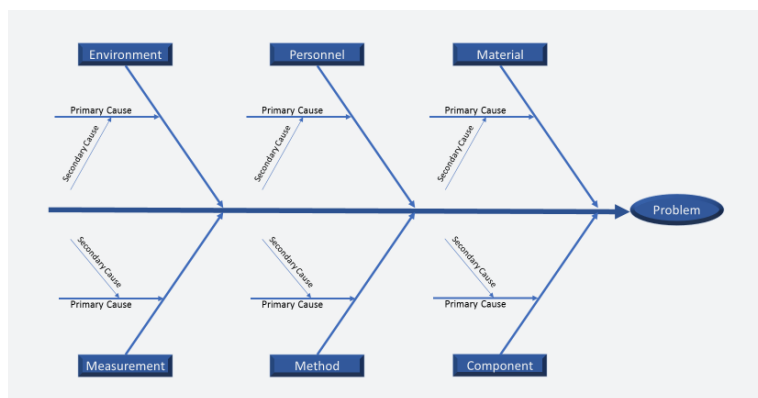 Environment
Personnel
Material
Primary Cause
Primary Cause
Primary Cause
Secondary Cause
Secondary Cause
Secondary Cause
Problem
Secondary Cause
Secondary Cause
Secondary Cause
Primary Cause
Primary Cause
Primary Cause
Measurement
Method
Component